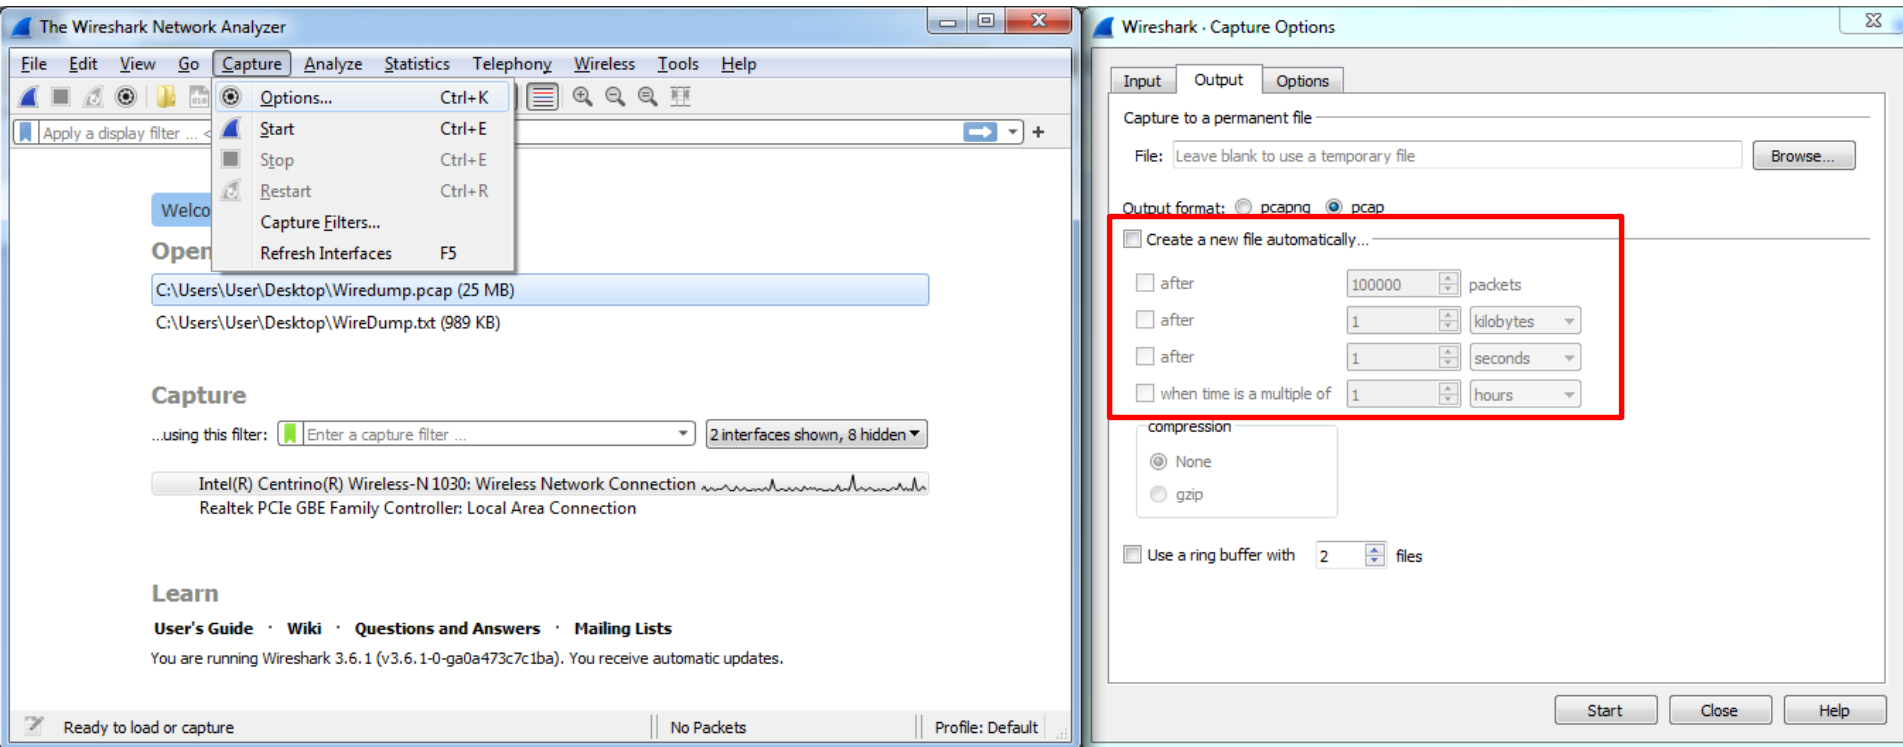 The Wireshark Network Analyzer
File Edit View Go Capture Analyze Statistics Telephony Wireless Tools Help
Options... Ctrl+K
Apply a display filter ... <
Start Ctrl+E
Stop Ctrl+E
Restart Ctrl+R
Capture Filters...
Refresh Interfaces F5
Welco
Open
C:\Users\User\Desktop\Wiredump.pcap (25 MB)
C:\Users\User\Desktop\WireDump.txt (989 KB)
Capture
...using this filter: Enter a capture filter ... 2 interfaces shown, 8 hidden
Intel(R) Centrino(R) Wireless-N 1030: Wireless Network Connection
Realtek PCIe GBE Family Controller: Local Area Connection
Learn
User's Guide · Wiki · Questions and Answers · Mailing Lists
You are running Wireshark 3.6.1 (v3.6.1-0-ga0a473c7c1ba). You receive automatic updates.
Ready to load or capture No Packets Profile: Default
Wireshark · Capture Options
Input Output Options
Capture to a permanent file
File: Leave blank to use a temporary file Browse...
Output format: pcapng pcap
Create a new file automatically...
after 100000 packets
after 1 kilobytes
after 1 seconds
when time is a multiple of 1 hours
compression
None
gzip
Use a ring buffer with 2 files
Start Close Help